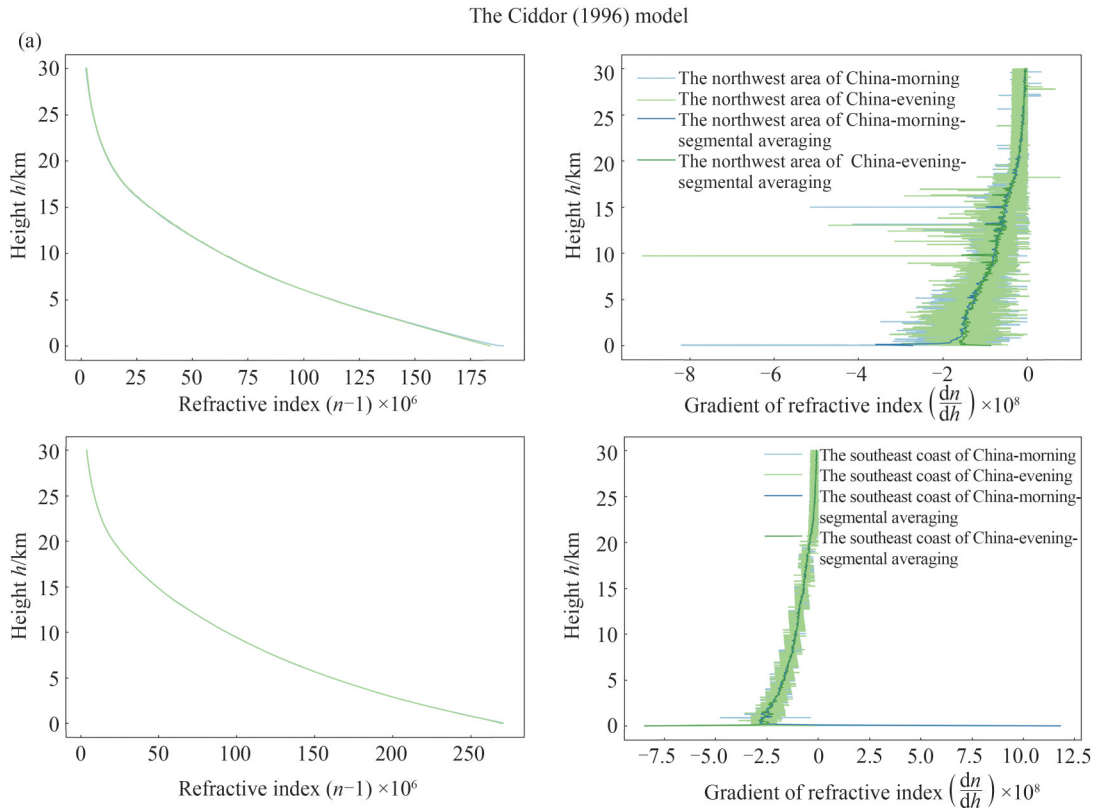 The Ciddor (1996) model
(a)
30
25
20
15
10
5
0
Height h/km
0 25 50 75 100 125 150 175
Refractive index (n−1) ×10⁶
30
25
20
15
10
5
0
Height h/km
The northwest area of China-morning
The northwest area of China-evening
The northwest area of China-morning-
segmental averaging
The northwest area of China-evening-
segmental averaging
−8 −6 −4 −2 0
Gradient of refractive index (dn/dh) ×10⁸
30
25
20
15
10
5
0
Height h/km
0 50 100 150 200 250
Refractive index (n−1) ×10⁶
30
25
20
15
10
5
0
Height h/km
The southeast coast of China-morning
The southeast coast of China-evening
The southeast coast of China-morning-
segmental averaging
The southeast coast of China-evening-
segmental averaging
−7.5 −5.0 −2.5 0 2.5 5.0 7.5 10.0 12.5
Gradient of refractive index (dn/dh) ×10⁸